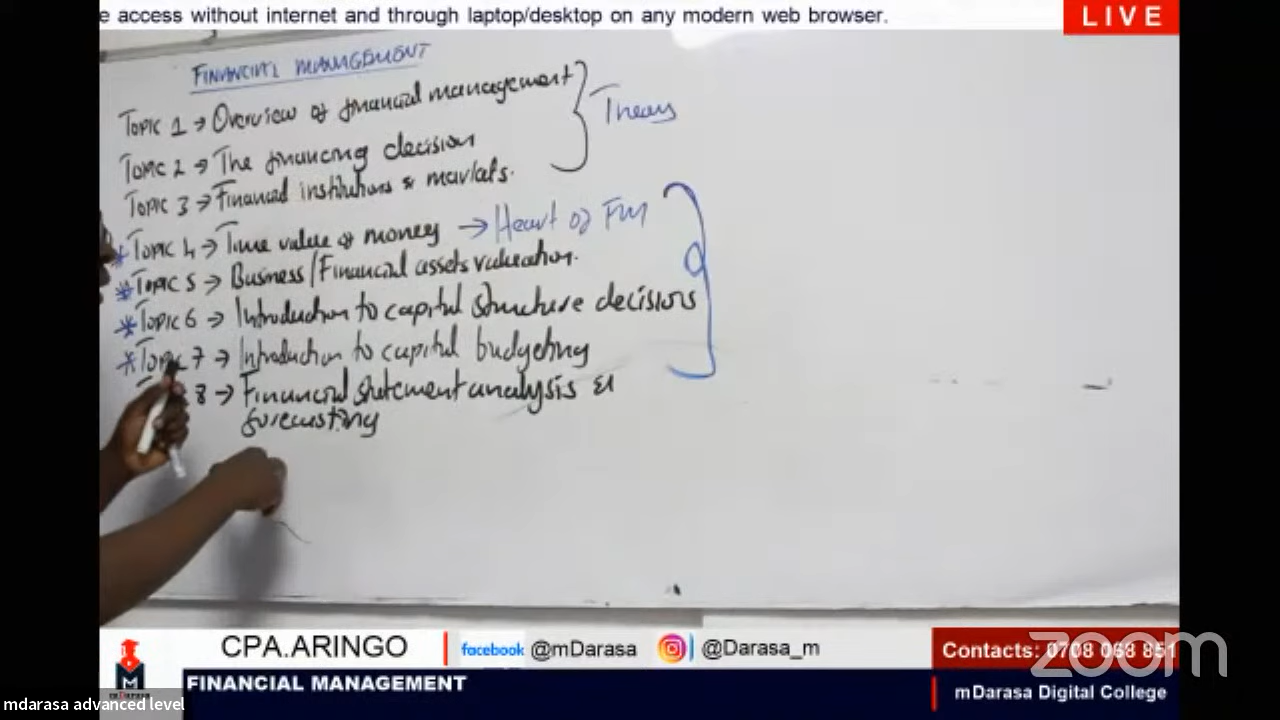 e access without internet and through laptop/desktop on any modern web browser.
LIVE
FINANCIAL MANAGEMENT
TOPIC 1 → Overview of financial management
Theory
TOPIC 2 → The financing decision
TOPIC 3 → Financial institutions & markets.
* TOPIC 4 → Time value of money → Heart of FM
* TOPIC 5 → Business/Financial assets valuation.
* TOPIC 6 → Introduction to capital structure decisions
* TOPIC 7 → Introduction to capital budgeting
8 → Financial statement analysis &
forecasting
CPA.ARINGO
facebook @mDarasa
@Darasa_m
Contacts: 0708 068 851
zoom
FINANCIAL MANAGEMENT
mDarasa Digital College
mdarasa advanced level